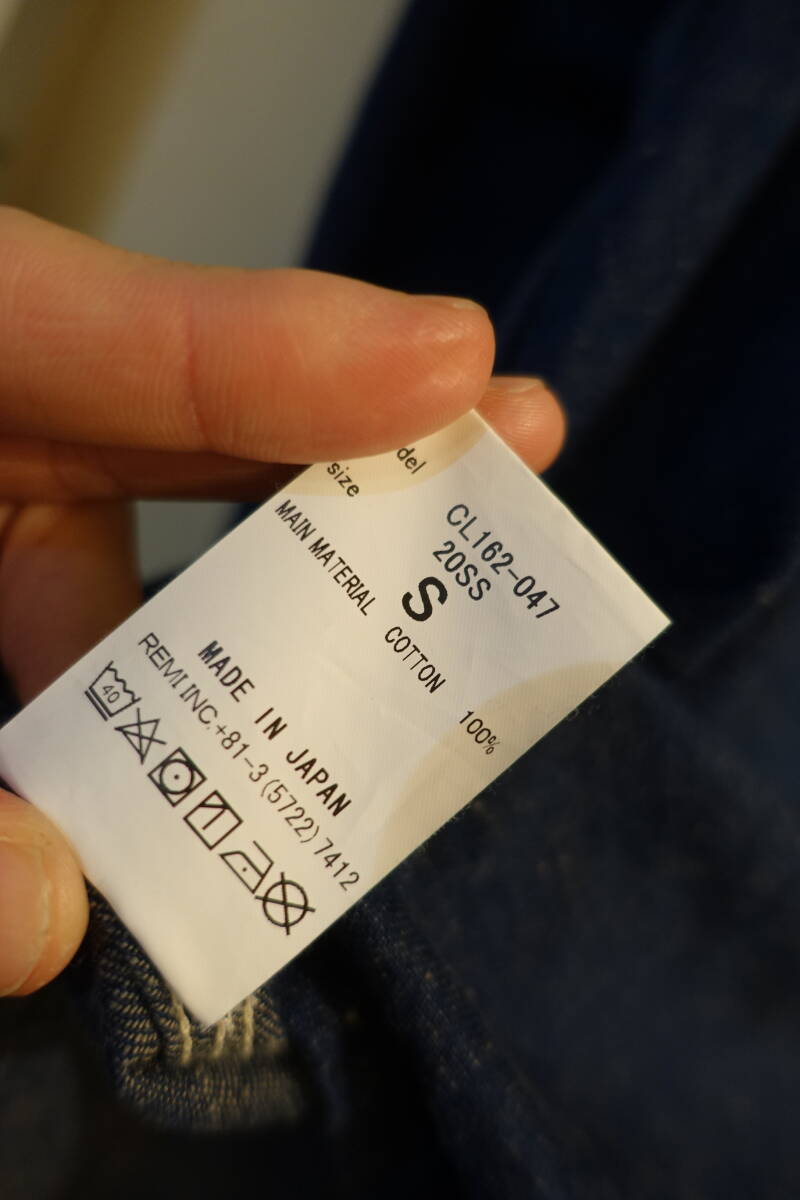 del CL162-047
20SS
size S
MAIN MATERIAL COTTON 100%
MADE IN JAPAN
REMI INC.+81-3(5722)7412
40